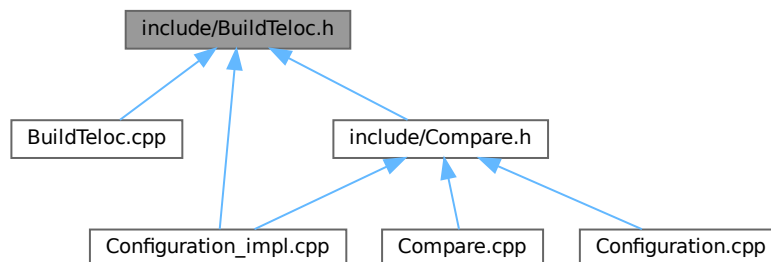 include/BuildTeloc.h
BuildTeloc.cpp
include/Compare.h
Configuration_impl.cpp
Compare.cpp
Configuration.cpp